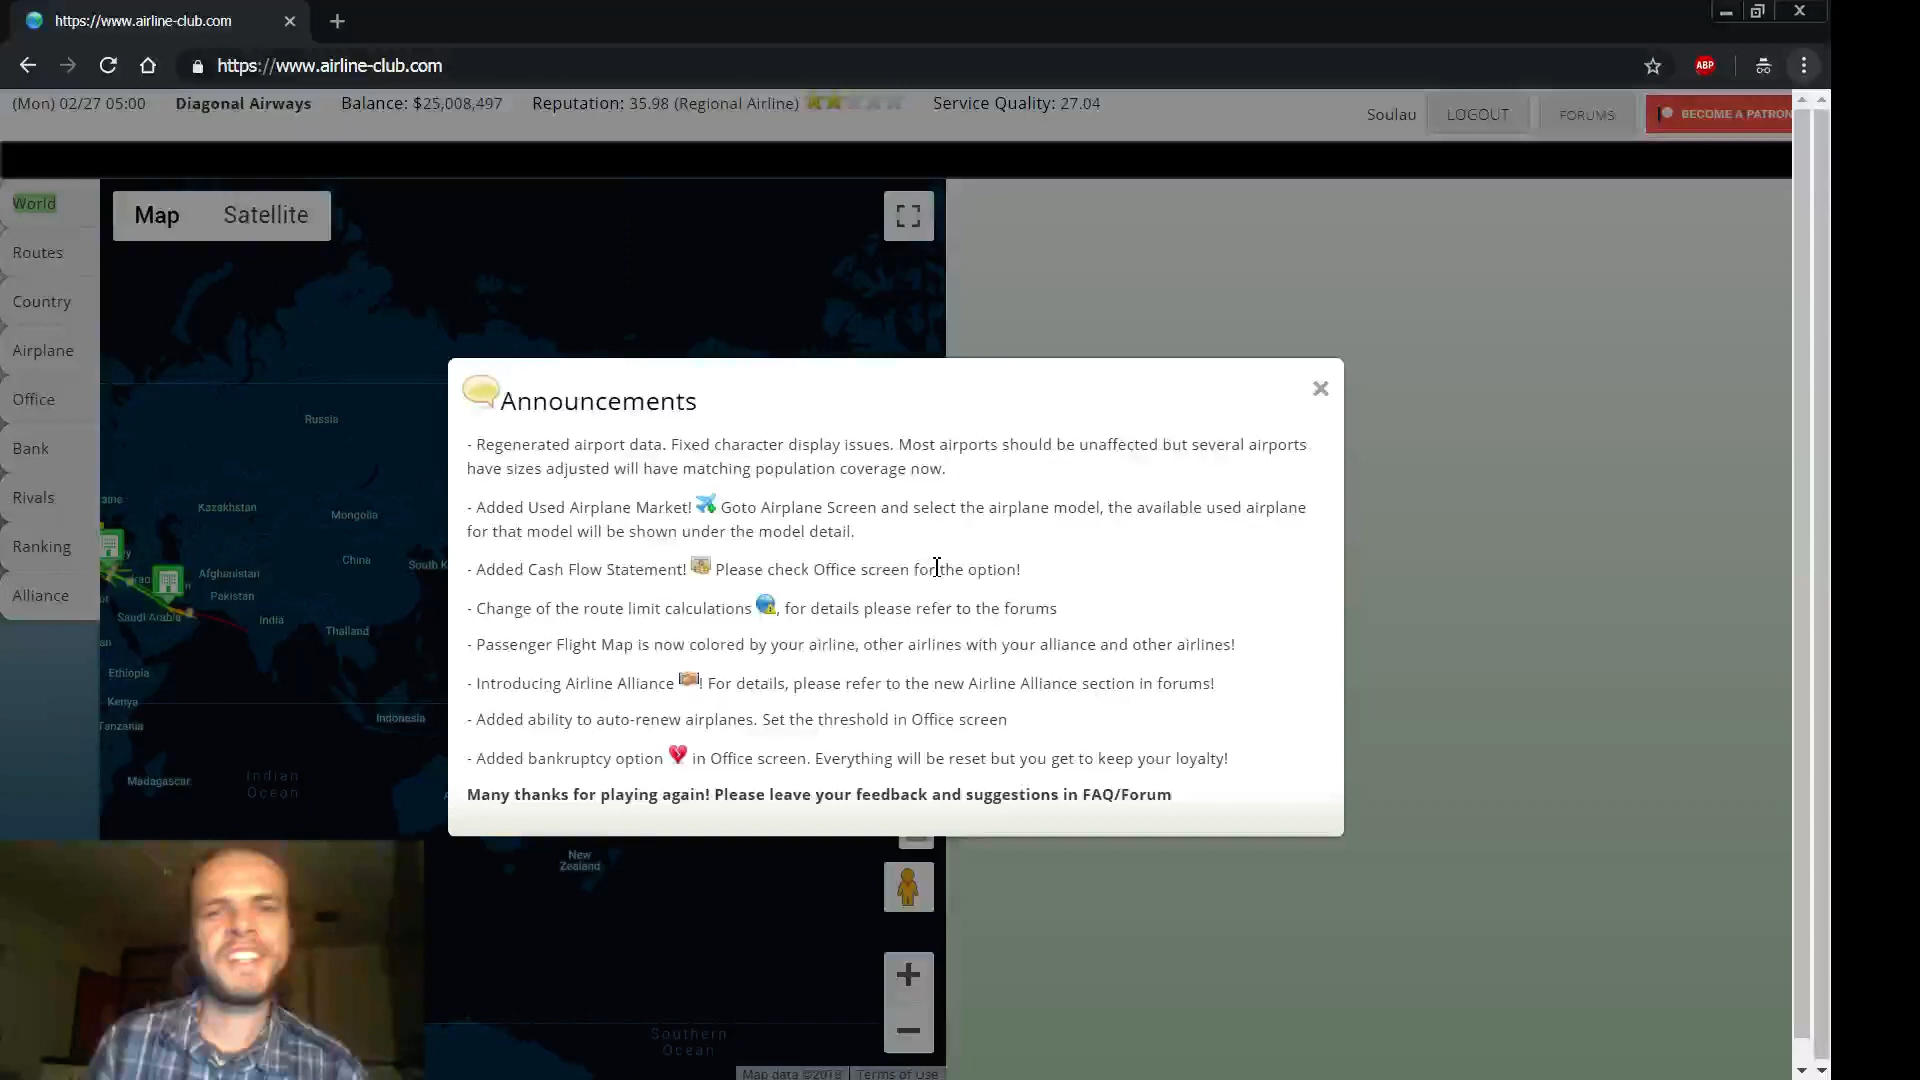 https://www.airline-club.com
https://www.airline-club.com
ABP
(Mon) 02/27 05:00 Diagonal Airways Balance: $25,008,497 Reputation: 35.98 (Regional Airline) Service Quality: 27.04
Soulau LOGOUT FORUMS BECOME A PATRON
World
Routes
Country
Airplane
Office
Bank
Rivals
Ranking
Alliance
Map Satellite
Russia
Kazakhstan
Mongolia
China
South K
Afghanistan
Iraq
Pakistan
Saudi Arabia
India
Thailand
Ethiopia
Kenya
Indonesia
Tanzania
Madagascar
Indian
Ocean
New
Zealand
Southern
Ocean
Map data ©2018 Terms of Use
Announcements
- Regenerated airport data. Fixed character display issues. Most airports should be unaffected but several airports
have sizes adjusted will have matching population coverage now.
- Added Used Airplane Market! Goto Airplane Screen and select the airplane model, the available used airplane
for that model will be shown under the model detail.
- Added Cash Flow Statement! Please check Office screen for the option!
- Change of the route limit calculations , for details please refer to the forums
- Passenger Flight Map is now colored by your airline, other airlines with your alliance and other airlines!
- Introducing Airline Alliance ! For details, please refer to the new Airline Alliance section in forums!
- Added ability to auto-renew airplanes. Set the threshold in Office screen
- Added bankruptcy option in Office screen. Everything will be reset but you get to keep your loyalty!
Many thanks for playing again! Please leave your feedback and suggestions in FAQ/Forum